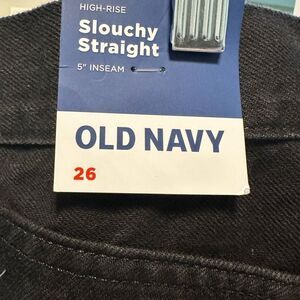 HIGH-RISE
Slouchy
Straight
5" INSEAM
OLD NAVY
26